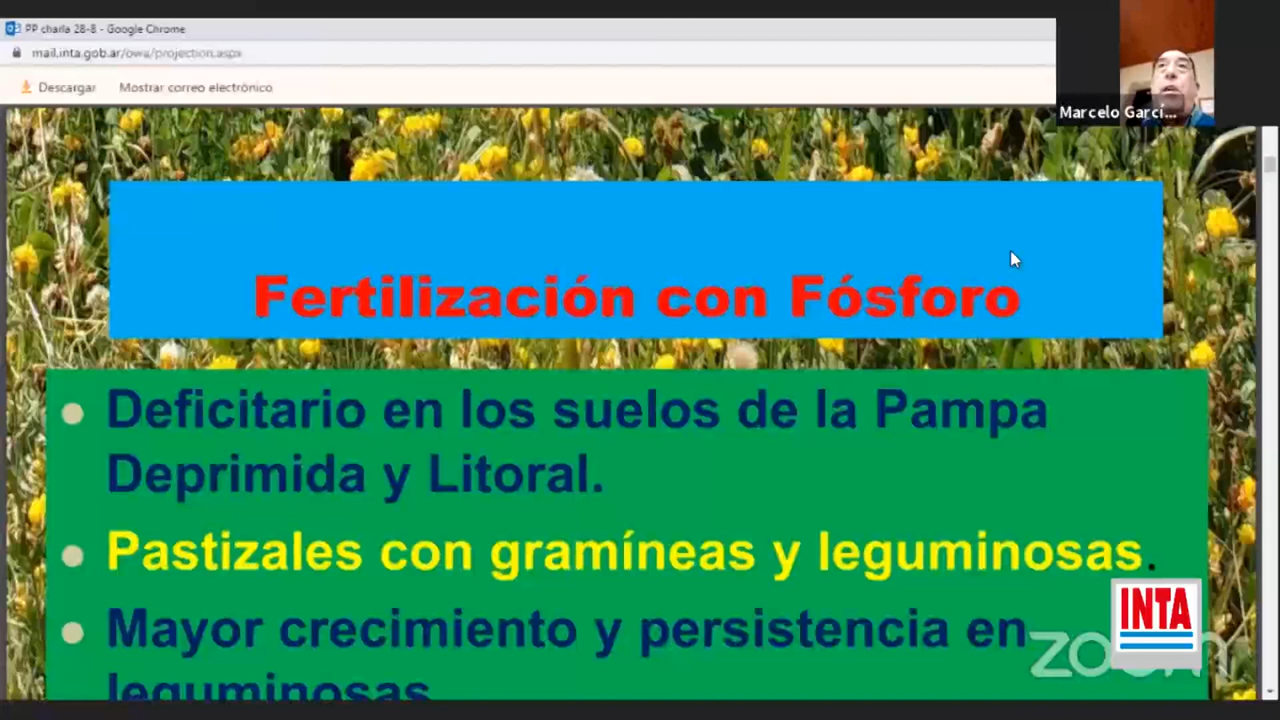 PP charla 28-8 - Google Chrome
mail.inta.gob.ar/owa/projection.aspx
Descargar Mostrar correo electrónico
Marcelo Garcí...
Fertilización con Fósforo
Deficitario en los suelos de la Pampa
Deprimida y Litoral.
Pastizales con gramíneas y leguminosas.
Mayor crecimiento y persistencia en
leguminosas
INTA
zoom